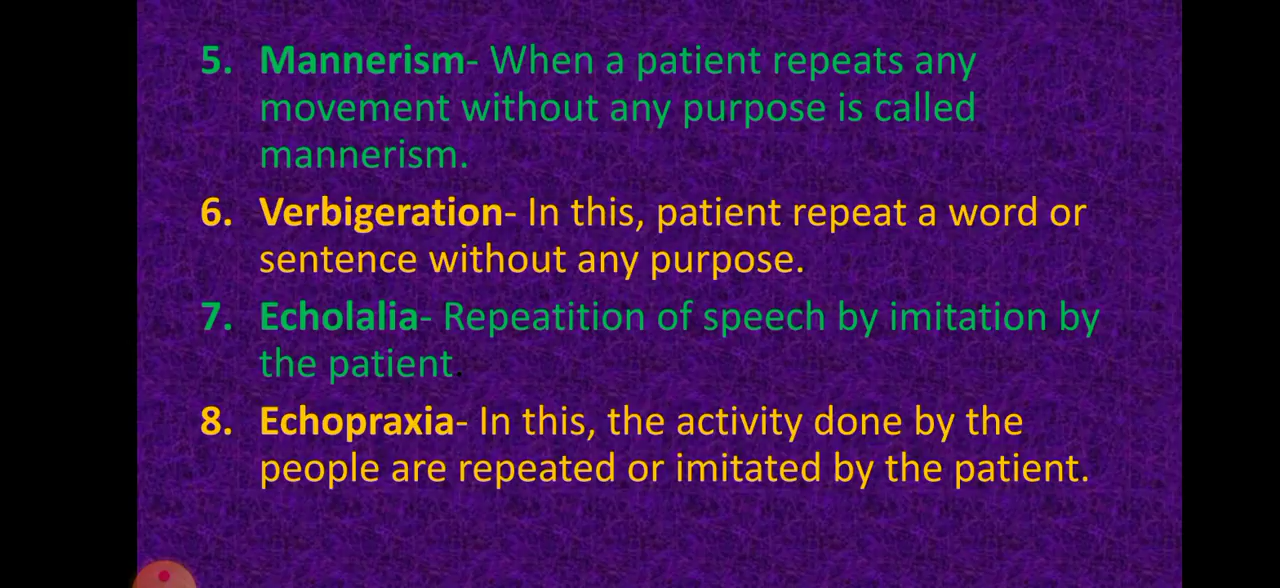 5. Mannerism- When a patient repeats any
movement without any purpose is called
mannerism.
6. Verbigeration- In this, patient repeat a word or
sentence without any purpose.
7. Echolalia- Repeatition of speech by imitation by
the patient.
8. Echopraxia- In this, the activity done by the
people are repeated or imitated by the patient.